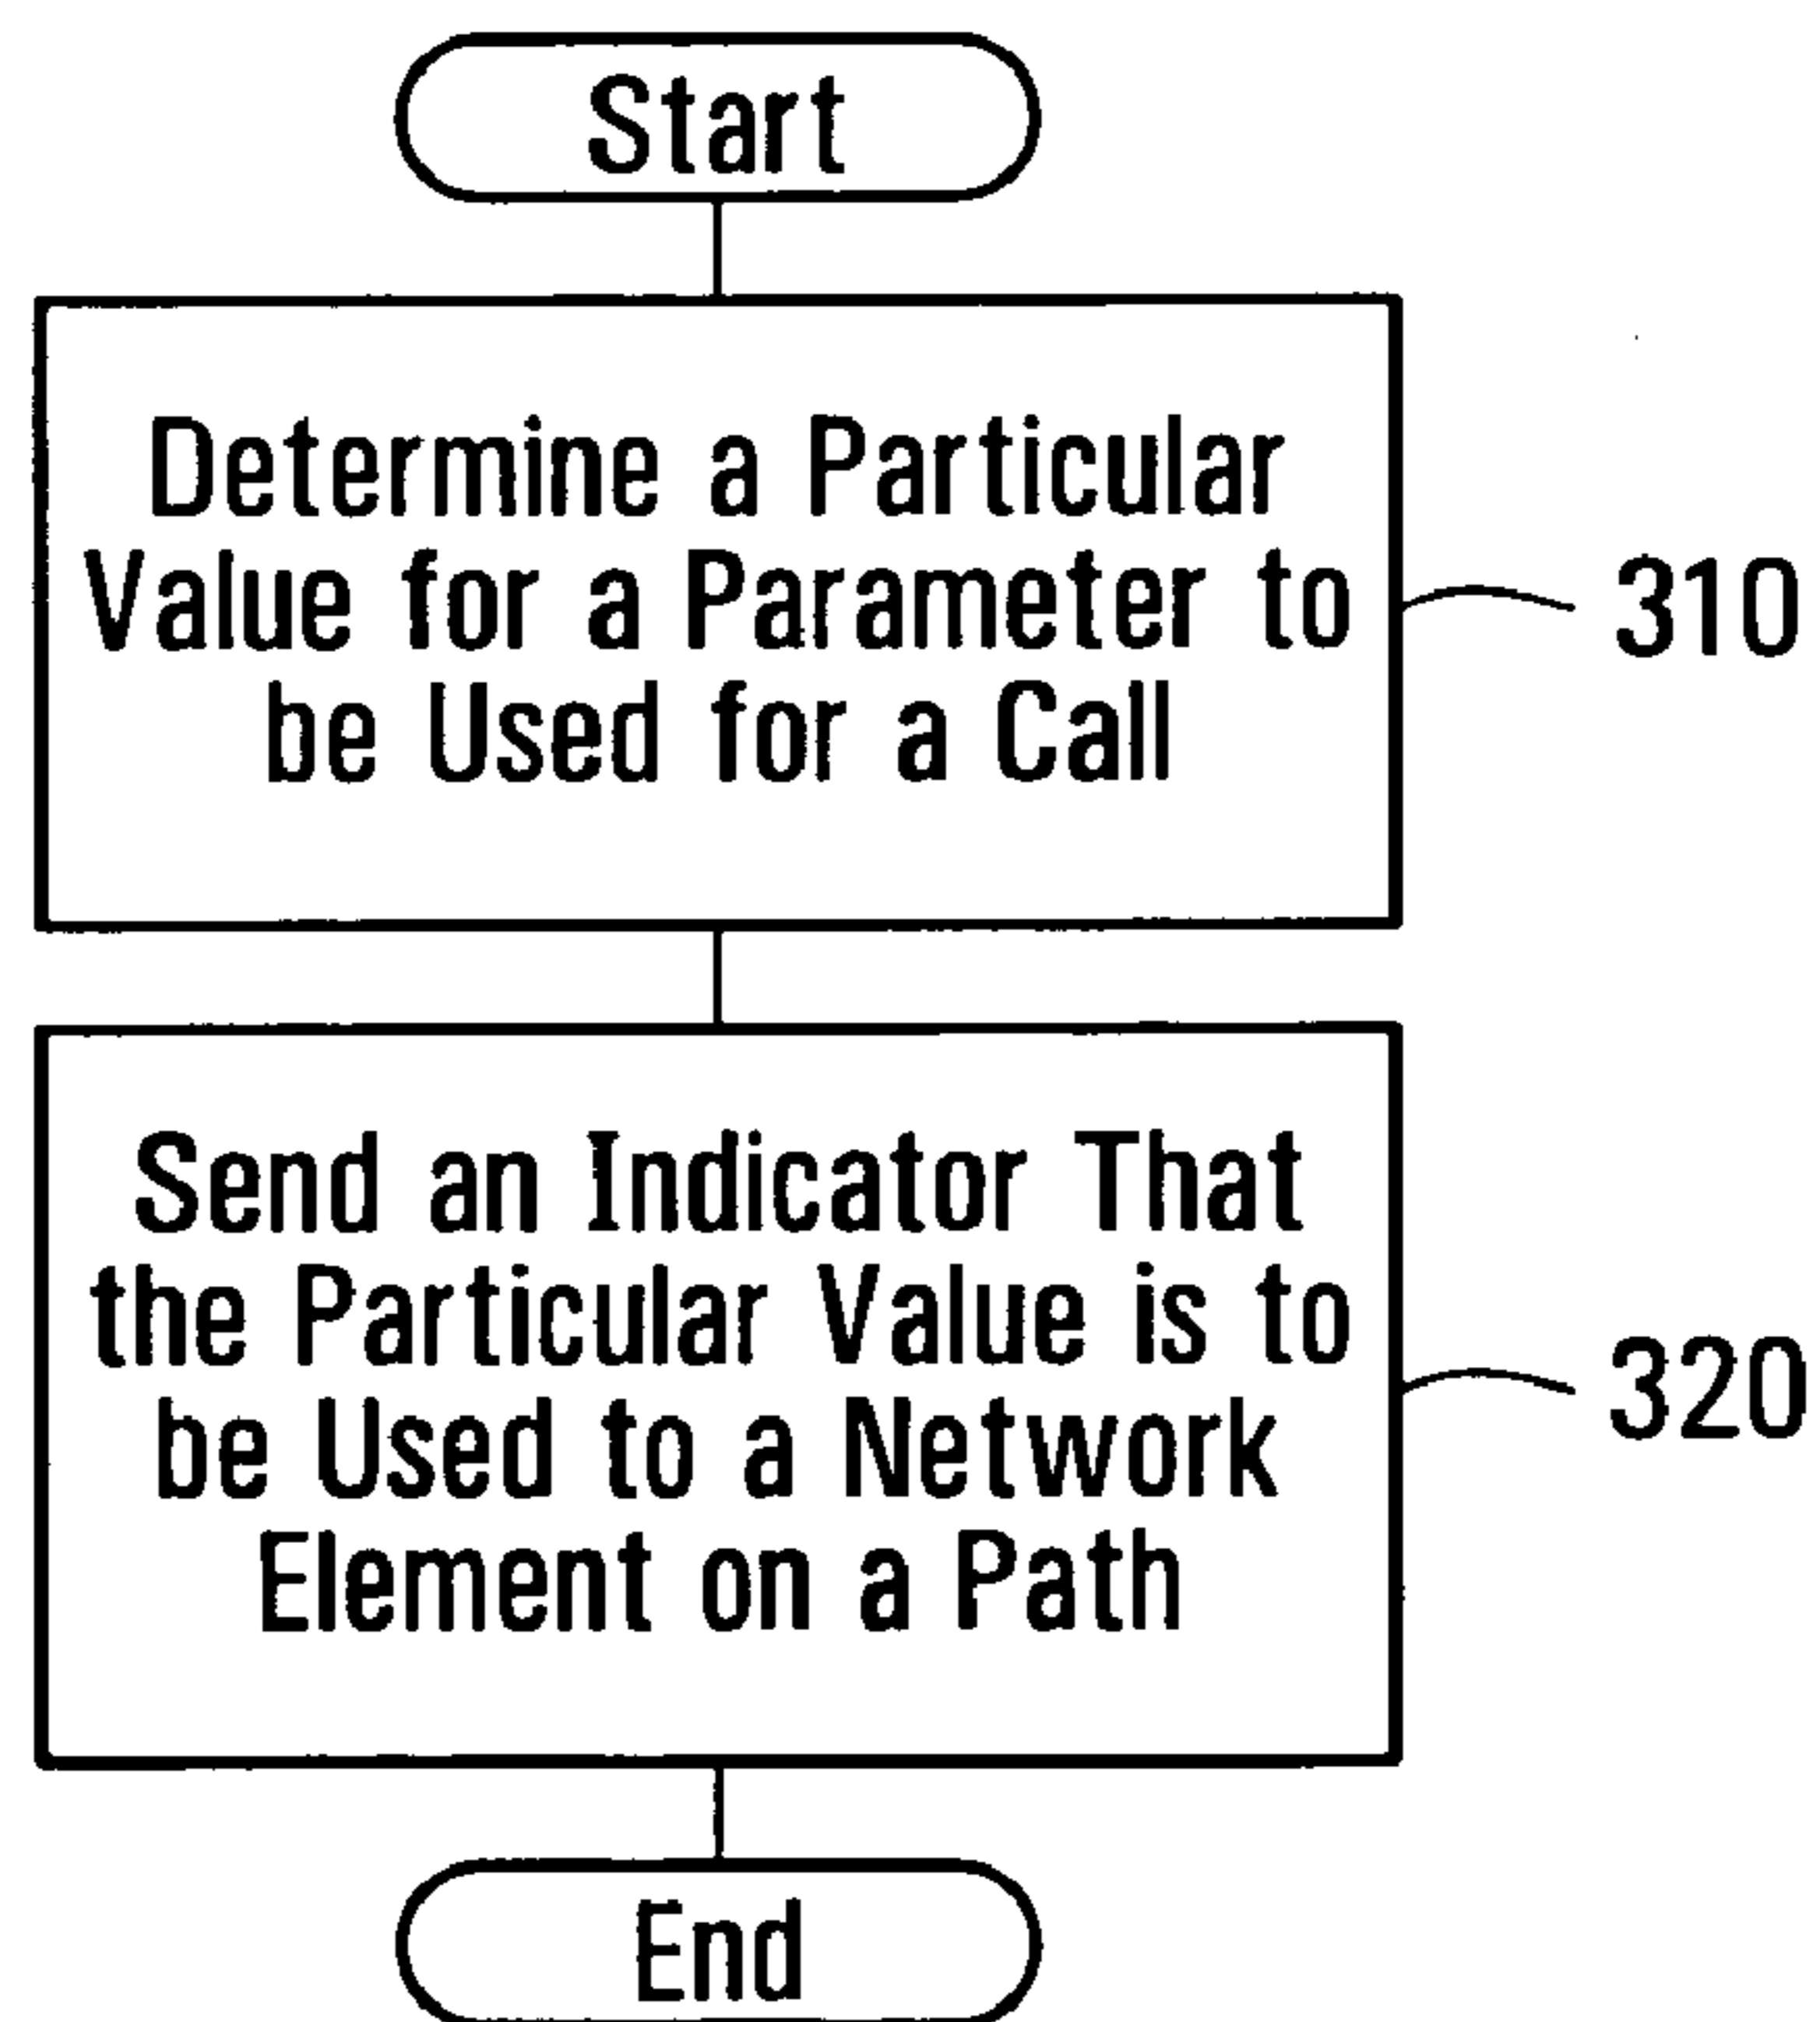 Start
Determine a Particular
Value for a Parameter to
be Used for a Call
310
Send an Indicator That
the Particular Value is to
be Used to a Network
Element on a Path
320
End